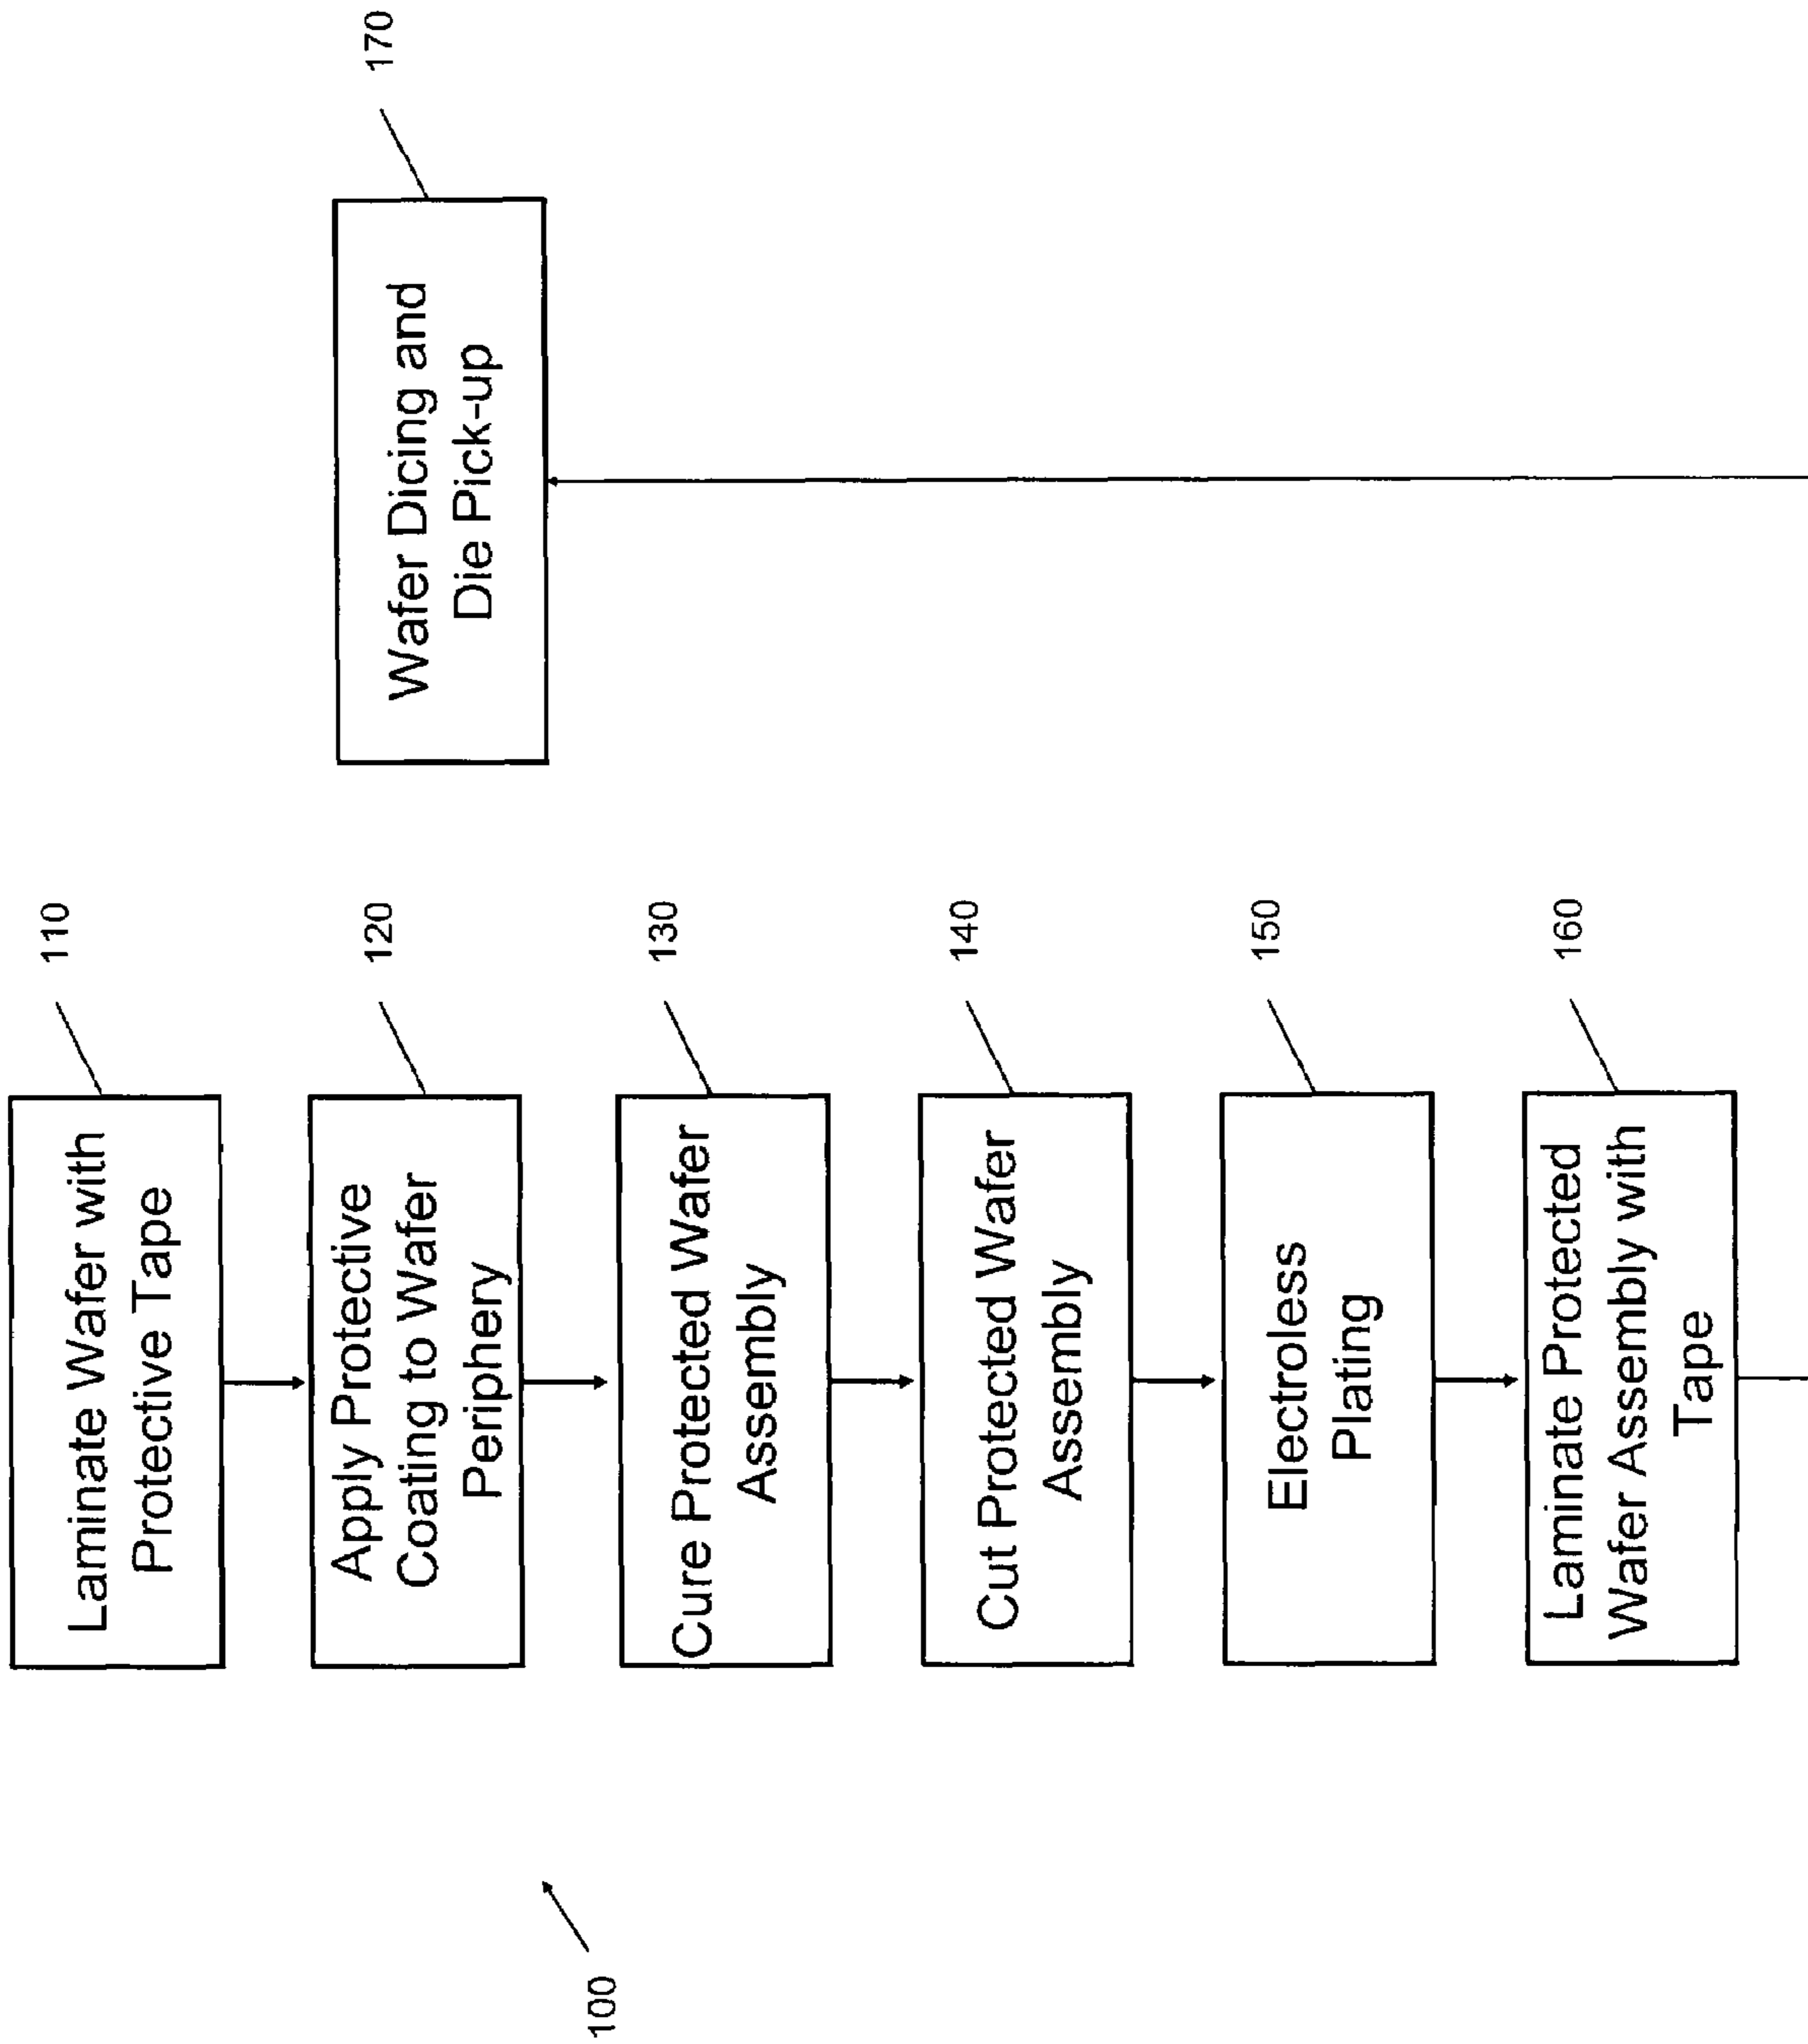 100
Laminate Wafer with
Protective Tape
110
Apply Protective
Coating to Wafer
Periphery
120
Cure Protected Wafer
Assembly
130
Cut Protected Wafer
Assembly
140
Electroless
Plating
150
Laminate Protected
Wafer Assembly with
Tape
160
Wafer Dicing and
Die Pick-up
170